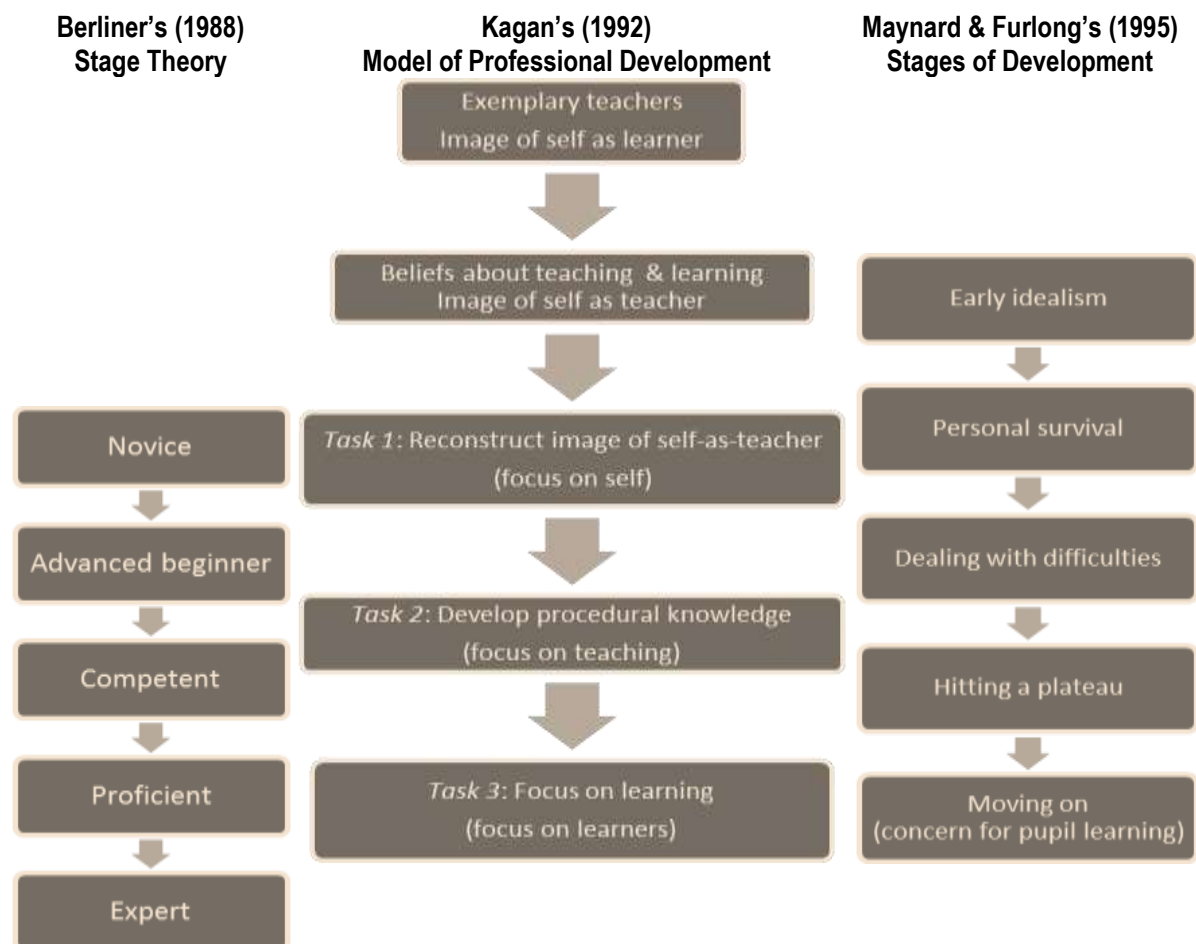 Berliner’s (1988)
Stage Theory
Novice
Advanced beginner
Competent
Proficient
Expert
Kagan’s (1992)
Model of Professional Development
Exemplary teachers
Image of self as learner
Beliefs about teaching & learning
Image of self as teacher
Task 1: Reconstruct image of self-as-teacher
(focus on self)
Task 2: Develop procedural knowledge
(focus on teaching)
Task 3: Focus on learning
(focus on learners)
Maynard & Furlong’s (1995)
Stages of Development
Early idealism
Personal survival
Dealing with difficulties
Hitting a plateau
Moving on
(concern for pupil learning)